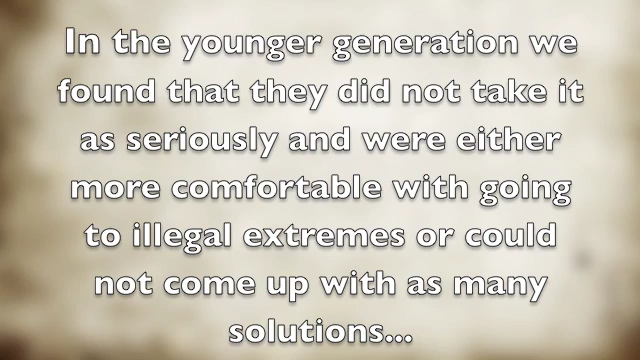 In the younger generation we
found that they did not take it
as seriously and were either
more comfortable with going
to illegal extremes or could
not come up with as many
solutions...